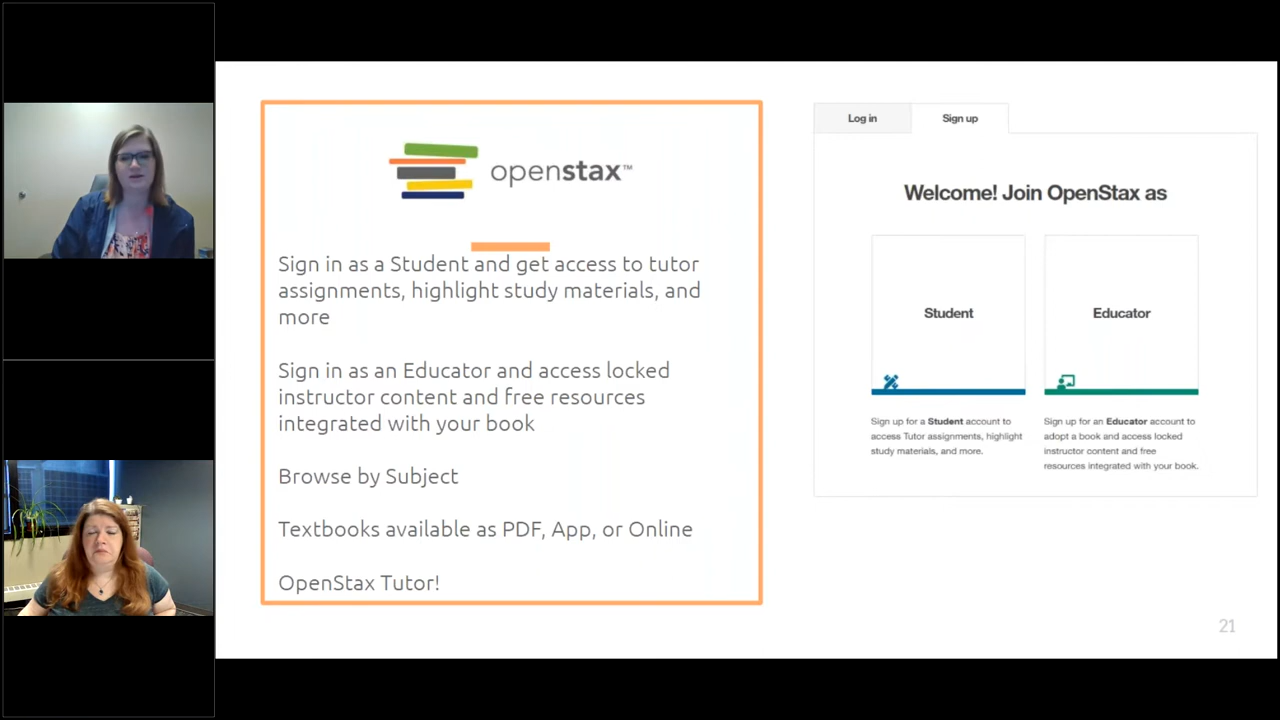 openstax™
Sign in as a Student and get access to tutor
assignments, highlight study materials, and
more
Sign in as an Educator and access locked
instructor content and free resources
integrated with your book
Browse by Subject
Textbooks available as PDF, App, or Online
OpenStax Tutor!
Log in
Sign up
Welcome! Join OpenStax as
Student
Sign up for a Student account to
access Tutor assignments, highlight
study materials, and more.
Educator
Sign up for an Educator account to
adopt a book and access locked
instructor content and free
resources integrated with your book.
21